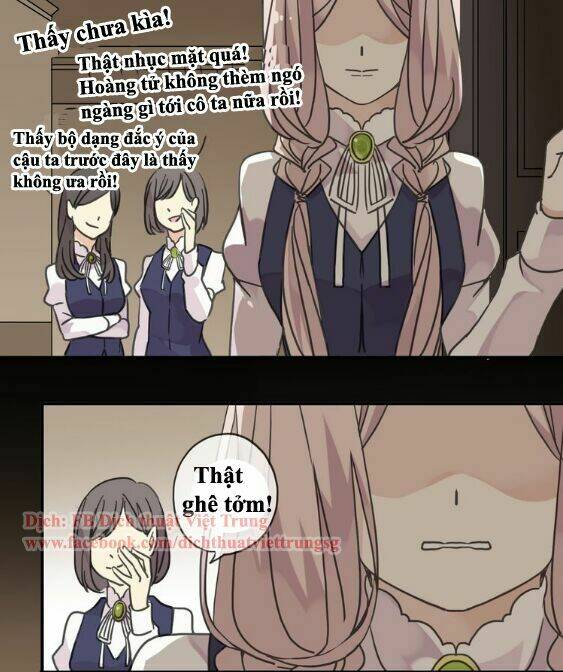 Thấy chưa kìa!
Thật nhục mặt quá!
Hoàng tử không thèm ngó
ngàng gì tới cô ta nữa rồi!
Thấy bộ dạng đắc ý của
cậu ta trước đây là thấy
không ưa rồi!
Thật
ghê tởm!
Dịch: FB Dịch thuật Việt Trung
www.facebook.com/dichthuatviettrungsg